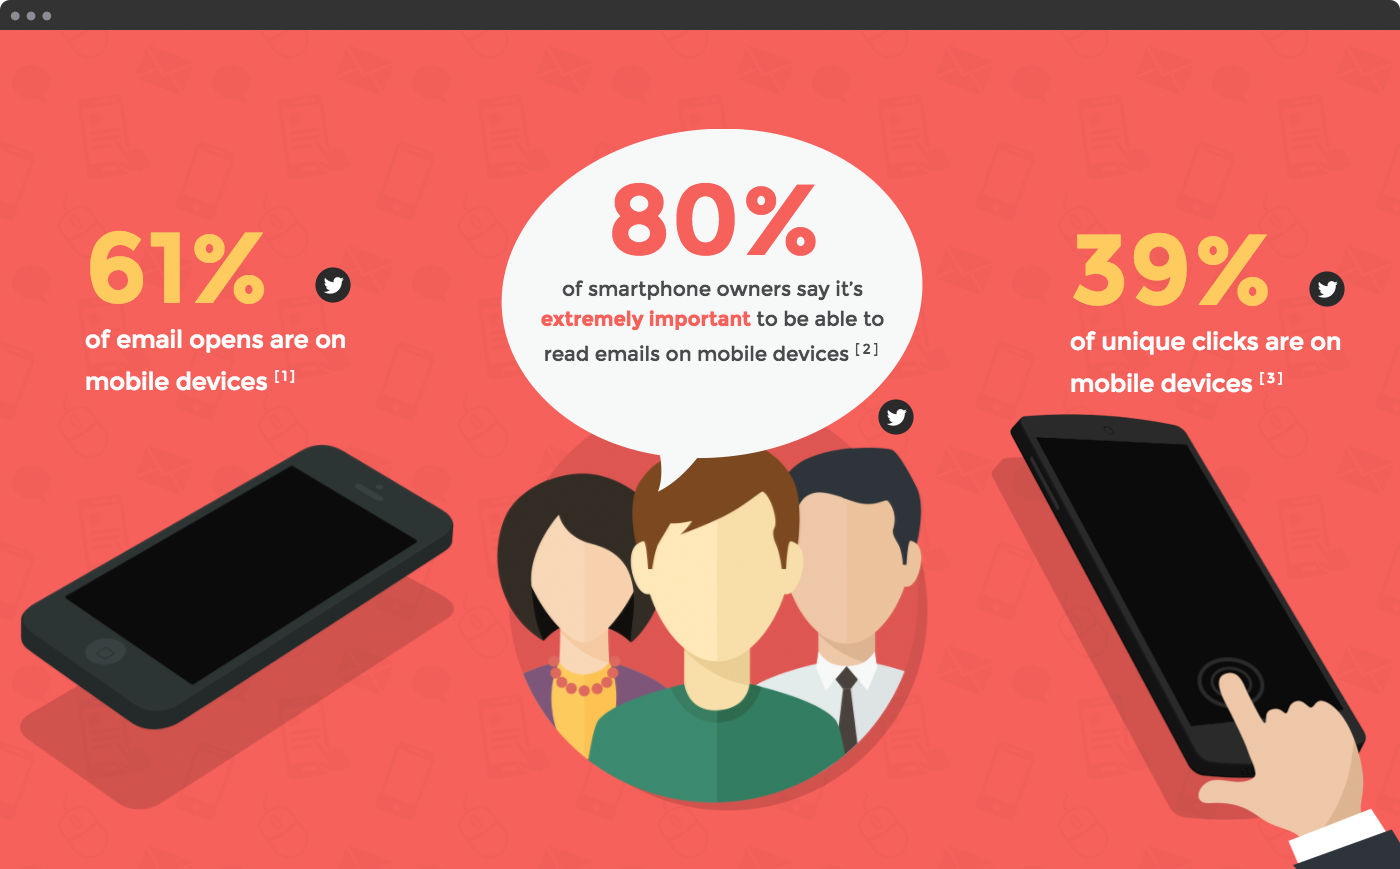 61%
of email opens are on
mobile devices [1]
80%
of smartphone owners say it’s
extremely important to be able to
read emails on mobile devices [2]
39%
of unique clicks are on
mobile devices [3]